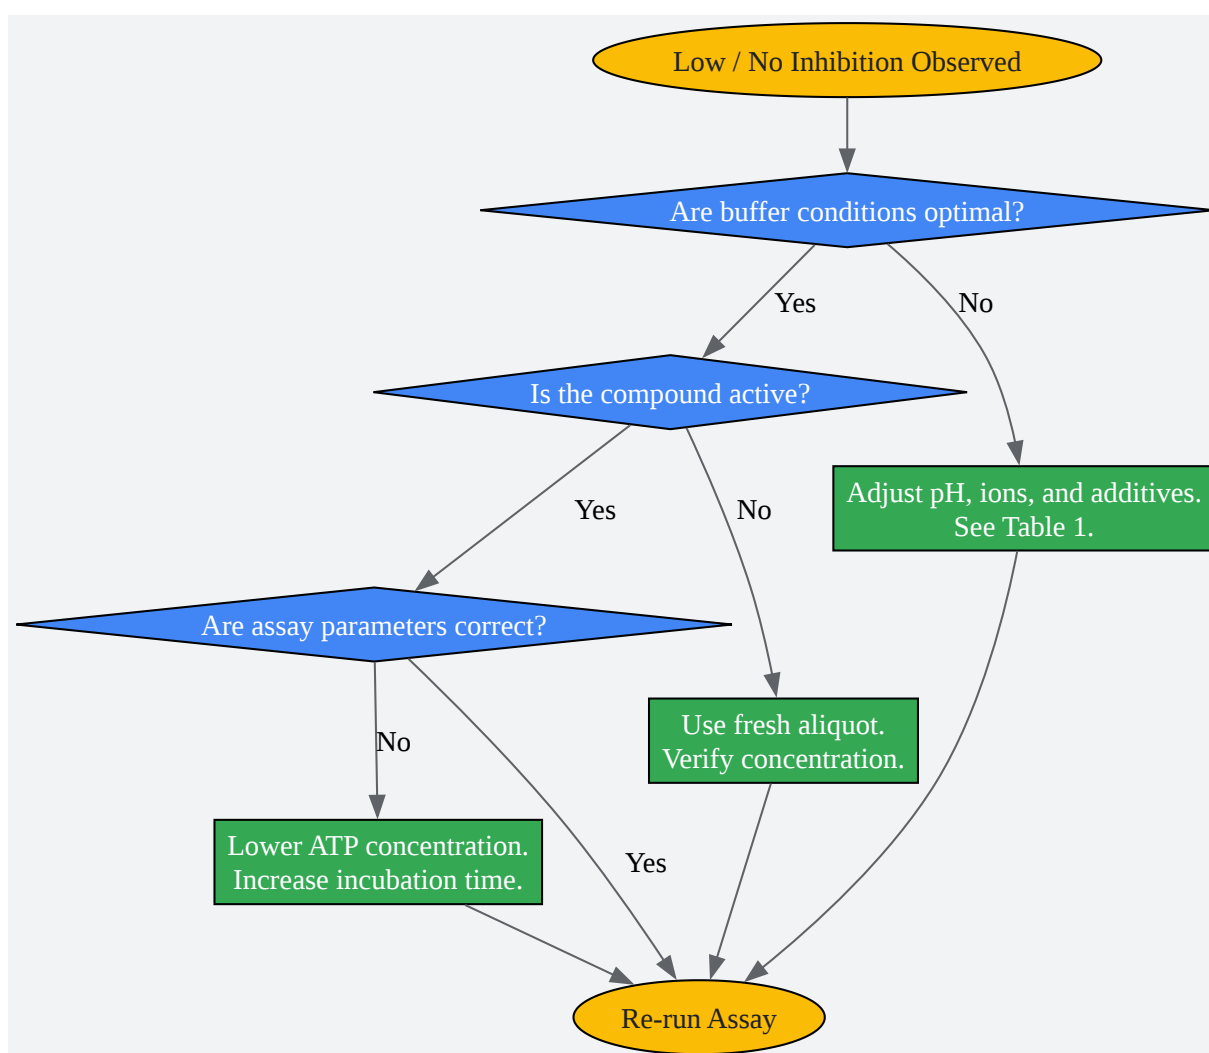 Low / No Inhibition Observed
Are buffer conditions optimal?
Yes
No
Is the compound active?
Adjust pH, ions, and additives.
See Table 1.
Yes
No
Are assay parameters correct?
Use fresh aliquot.
Verify concentration.
No
Lower ATP concentration.
Increase incubation time.
Yes
Re-run Assay